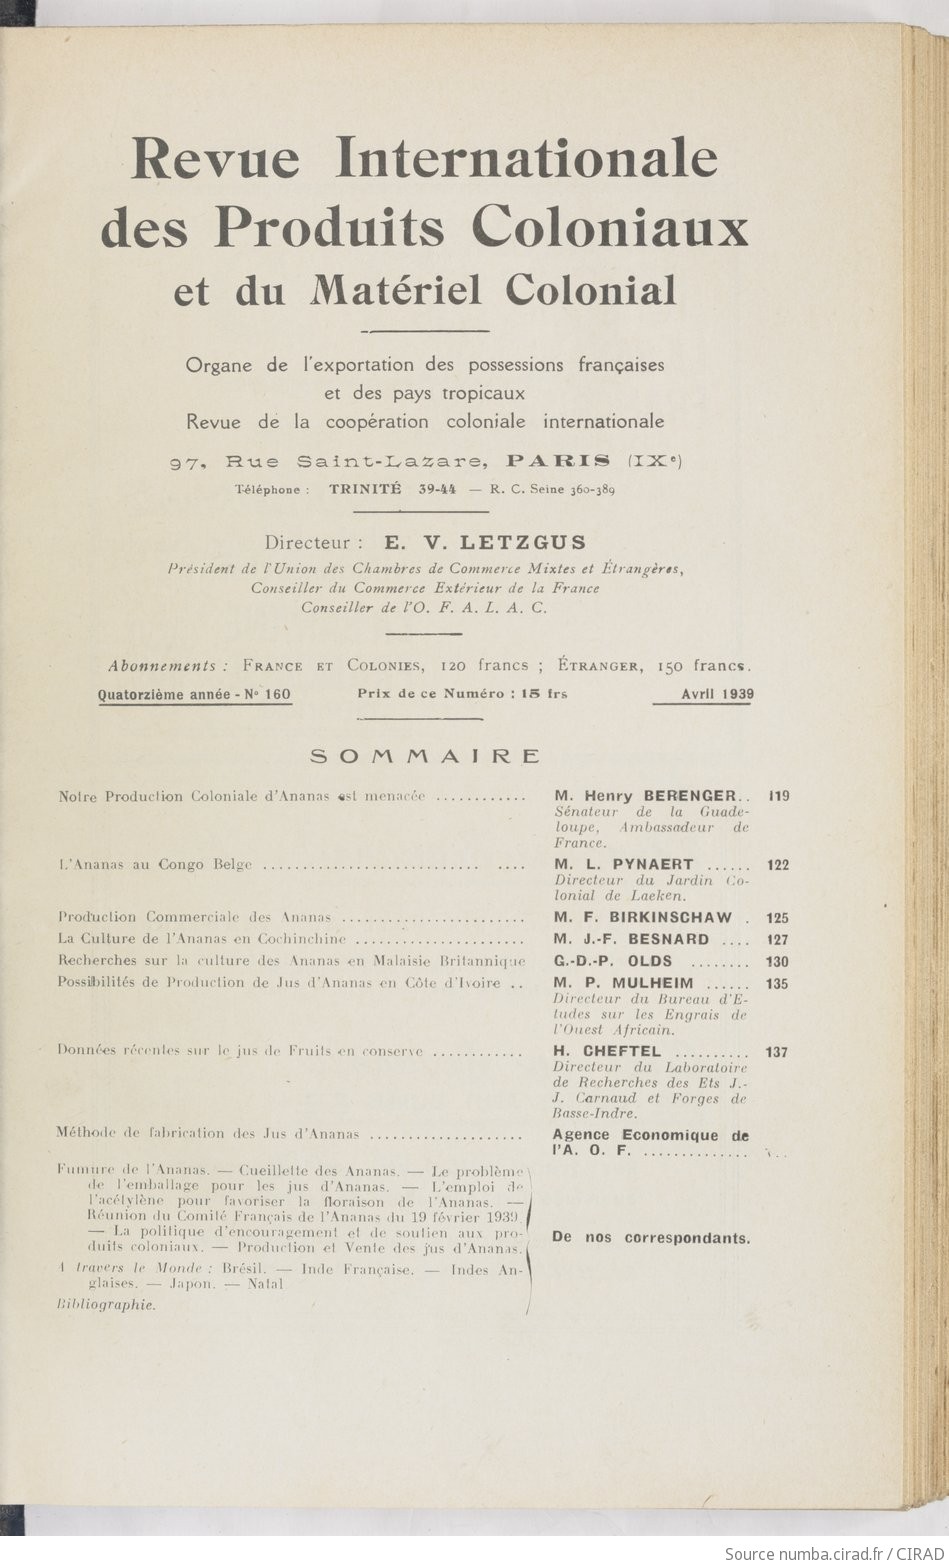 Revue Internationale
des Produits Coloniaux
et du Matériel Colonial
Organe de l'exportation des possessions françaises
et des pays tropicaux
Revue de la coopération coloniale internationale
97, Rue Saint-Lazare, PARIS (IXe)
Téléphone : TRINITÉ 39-44 — R. C. Seine 360-389
Directeur : E. V. LETZGUS
Président de l'Union des Chambres de Commerce Mixtes et Étrangères,
Conseiller du Commerce Extérieur de la France
Conseiller de l'O. F. A. L. A. C.
Abonnements : FRANCE ET COLONIES, 120 francs ; ÉTRANGER, 150 francs.
Quatorzième année - N° 160 Prix de ce Numéro : 15 frs Avril 1939
SOMMAIRE
Notre Production Coloniale d'Ananas est menacée ............ M. Henry BERENGER.. 119
Sénateur de la Guade-
loupe, Ambassadeur de
France.
L'Ananas au Congo Belge ............................ .... M. L. PYNAERT ...... 122
Directeur du Jardin Co-
lonial de Laeken.
Production Commerciale des Ananas ........................ M. F. BIRKINSCHAW . 125
La Culture de l'Ananas en Cochinchine ...................... M. J.-F. BESNARD .... 127
Recherches sur la culture des Ananas en Malaisie Britannique G.-D.-P. OLDS ........ 130
Possibilités de Production de Jus d'Ananas en Côte d'Ivoire .. M. P. MULHEIM ...... 135
Directeur du Bureau d'E-
tudes sur les Engrais de
l'Ouest Africain.
Données récentes sur le jus de Fruits en conserve ............ H. CHEFTEL .......... 137
Directeur du Laboratoire
de Recherches des Ets J.-
J. Carnaud et Forges de
Basse-Indre.
Méthode de fabrication des Jus d'Ananas .................... Agence Economique de
l'A. O. F. ..............
Fumure de l'Ananas. — Cueillette des Ananas. — Le problème
de l'emballage pour les jus d'Ananas. — L'emploi de
l'acétylène pour favoriser la floraison de l'Ananas. —
Réunion du Comité Français de l'Ananas du 19 février 1939.
— La politique d'encouragement et de soutien aux pro-
duits coloniaux. — Production et Vente des jus d'Ananas.
De nos correspondants.
A travers le Monde : Brésil. — Inde Française. — Indes An-
glaises. — Japon. — Natal
Bibliographie.
Source numba.cirad.fr / CIRAD